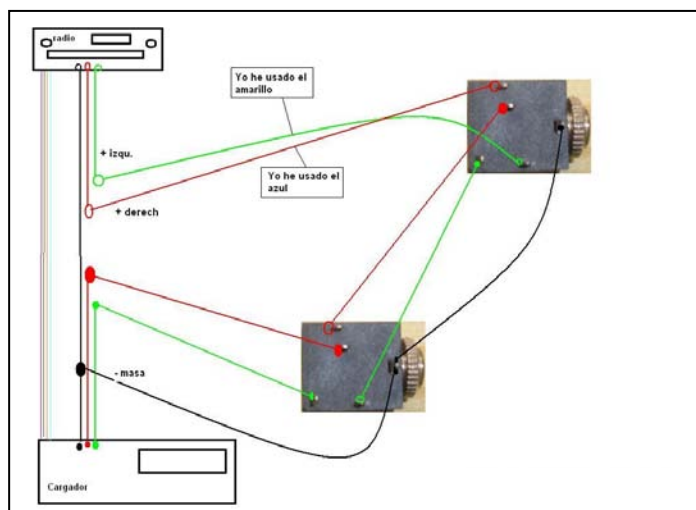 radio
Yo he usado el
amarillo
+ izqu.
Yo he usado el
azul
+ derech
- masa
Cargador